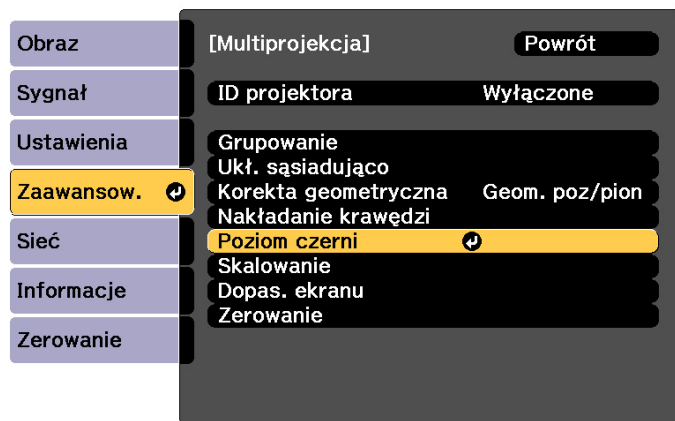 Obraz
Sygnał
Ustawienia
Zaawansow.
Sieć
Informacje
Zerowanie
[Multiprojekcja] Powrót
ID projektora Wyłączone
Grupowanie
Ukł. sąsiadująco
Korekta geometryczna Geom. poz/pion
Nakładanie krawędzi
Poziom czerni
Skalowanie
Dopas. ekranu
Zerowanie